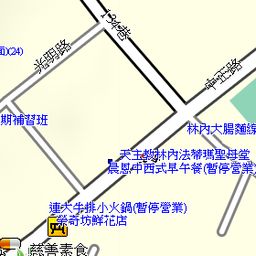 134巷
(24)
光明路
中正路
林內大腸麵線
期補習班
天主教林內法蒂瑪聖母堂
晨恩中西式早午餐(暫停營業)
連大牛排小火鍋(暫停營業)
榮奇坊鮮花店
慈善素食